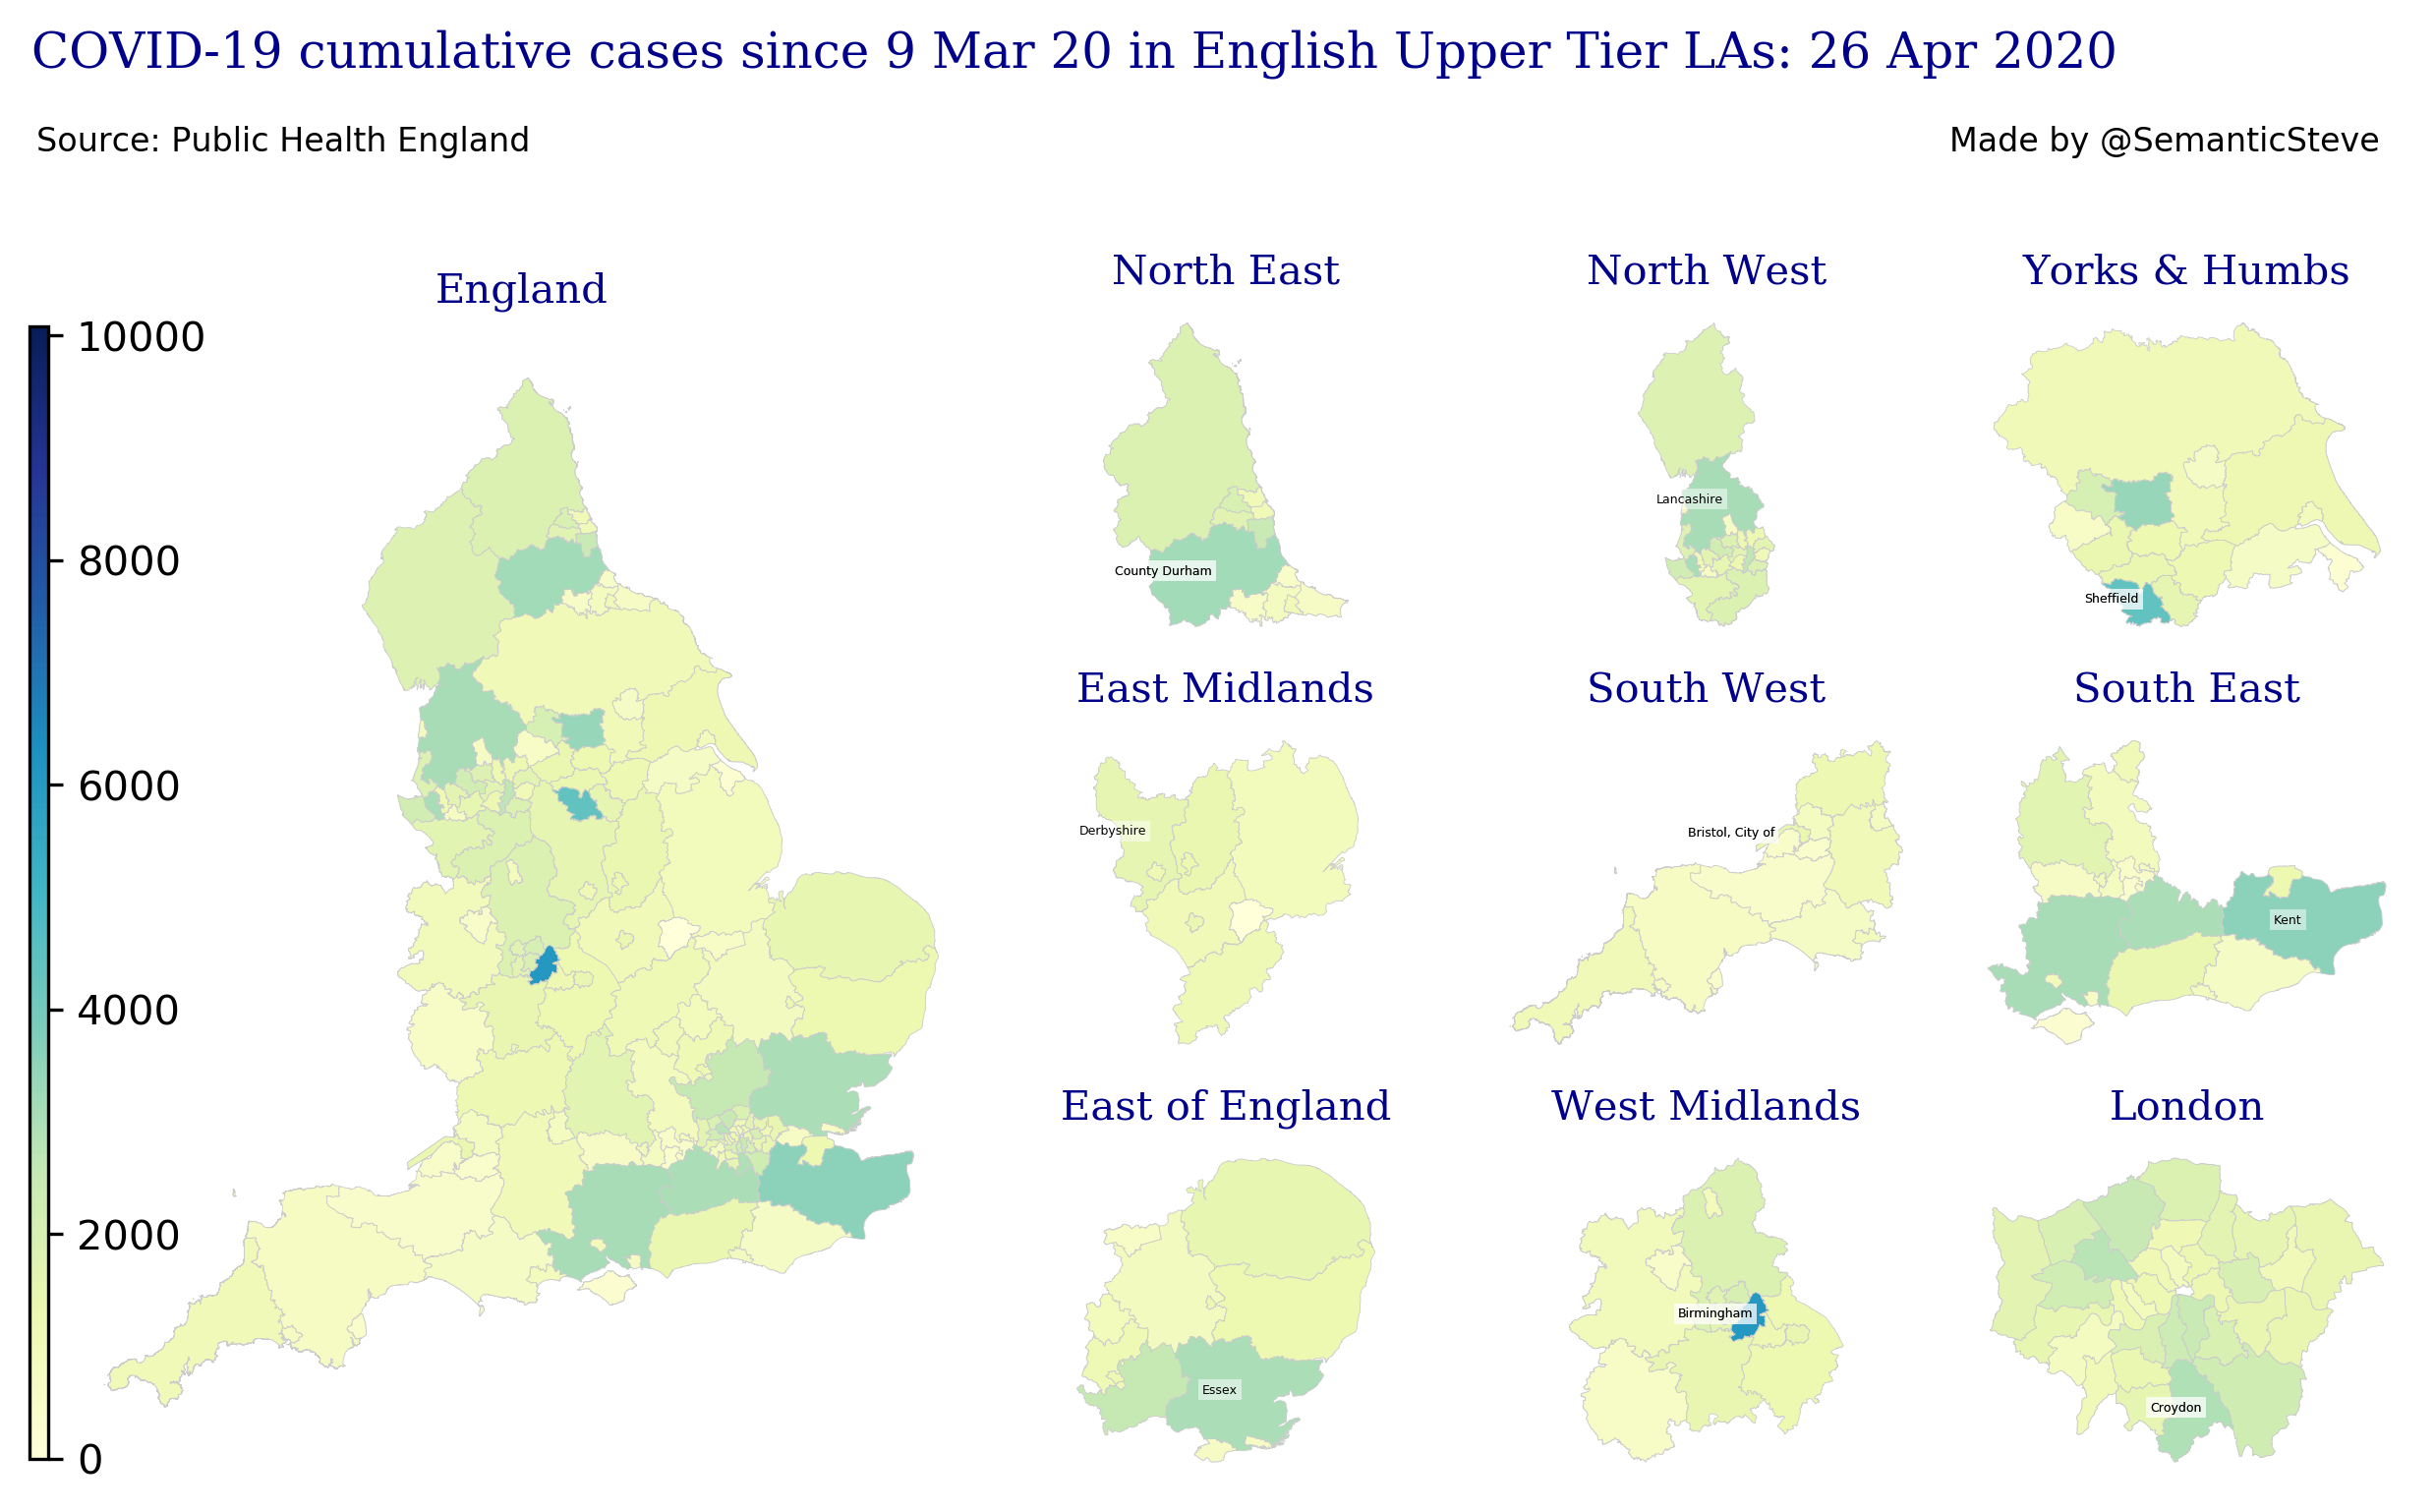 COVID-19 cumulative cases since 9 Mar 20 in English Upper Tier LAs: 26 Apr 2020
Source: Public Health England
Made by @SemanticSteve
England
10000
8000
6000
4000
2000
0
North East
County Durham
North West
Lancashire
Yorks & Humbs
Sheffield
East Midlands
Derbyshire
South West
Bristol, City of
South East
Kent
East of England
Essex
West Midlands
Birmingham
London
Croydon